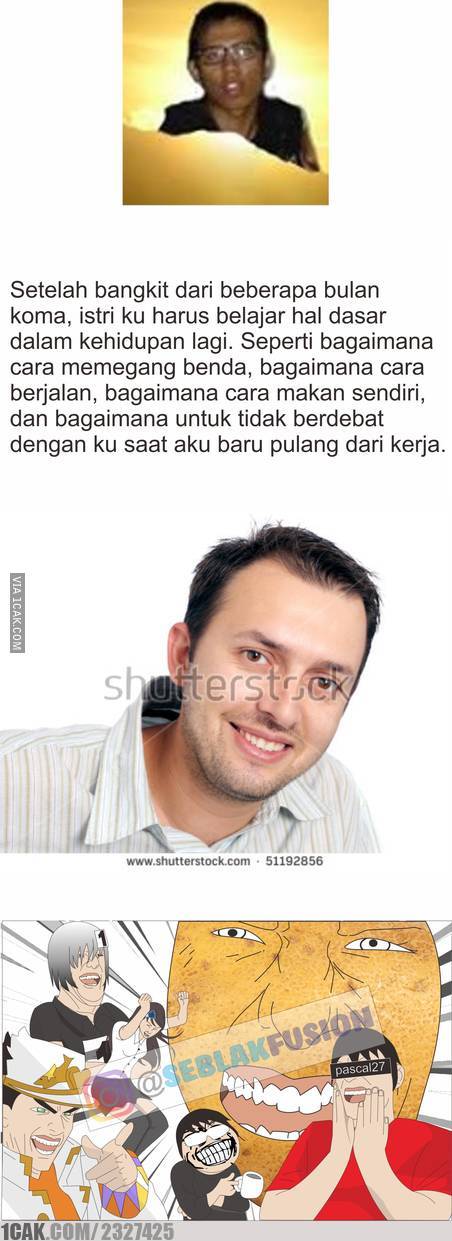 Setelah bangkit dari beberapa bulan
koma, istri ku harus belajar hal dasar
dalam kehidupan lagi. Seperti bagaimana
cara memegang benda, bagaimana cara
berjalan, bagaimana cara makan sendiri,
dan bagaimana untuk tidak berdebat
dengan ku saat aku baru pulang dari kerja.
VIA 1CAK.COM
shutterstock
www.shutterstock.com · 51192856
1
@SEBLAKFUSION
pascal27
1CAK.COM/2327425